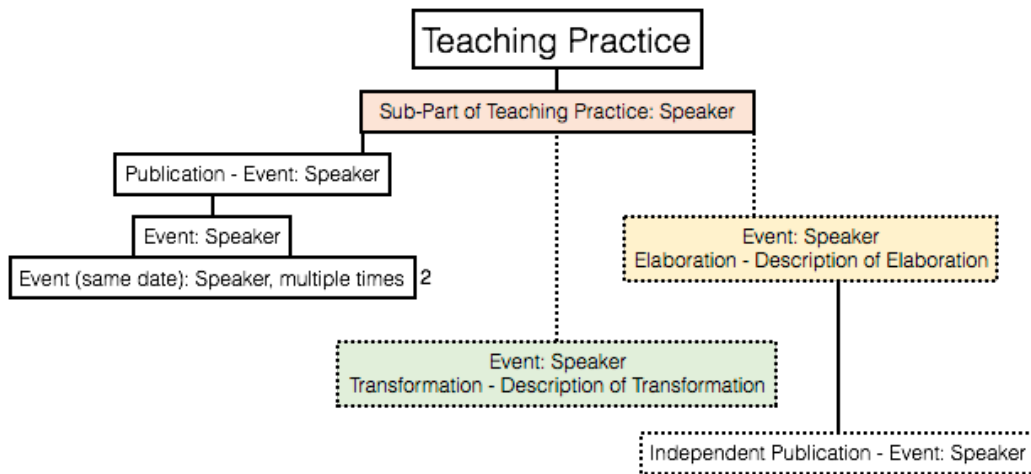 Teaching Practice
Sub-Part of Teaching Practice: Speaker
Publication - Event: Speaker
Event: Speaker
Event (same date): Speaker, multiple times 2
Event: Speaker
Elaboration - Description of Elaboration
Event: Speaker
Transformation - Description of Transformation
Independent Publication - Event: Speaker